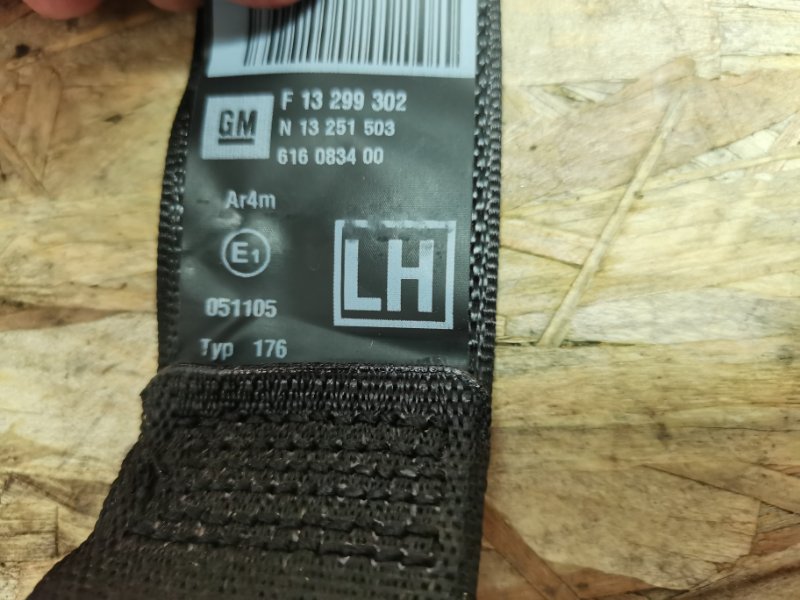 F 13 299 302
GM
N 13 251 503
616 0834 00
Ar4m
E1
LH
051105
Typ 176